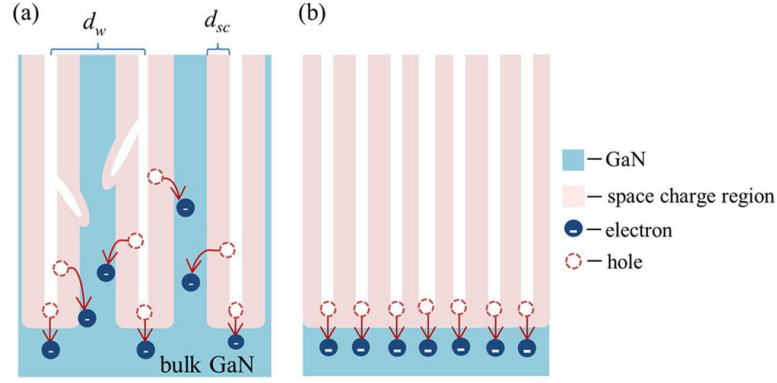 (a)
d_w
d_sc
(b)
bulk GaN
– GaN
– space charge region
– electron
– hole